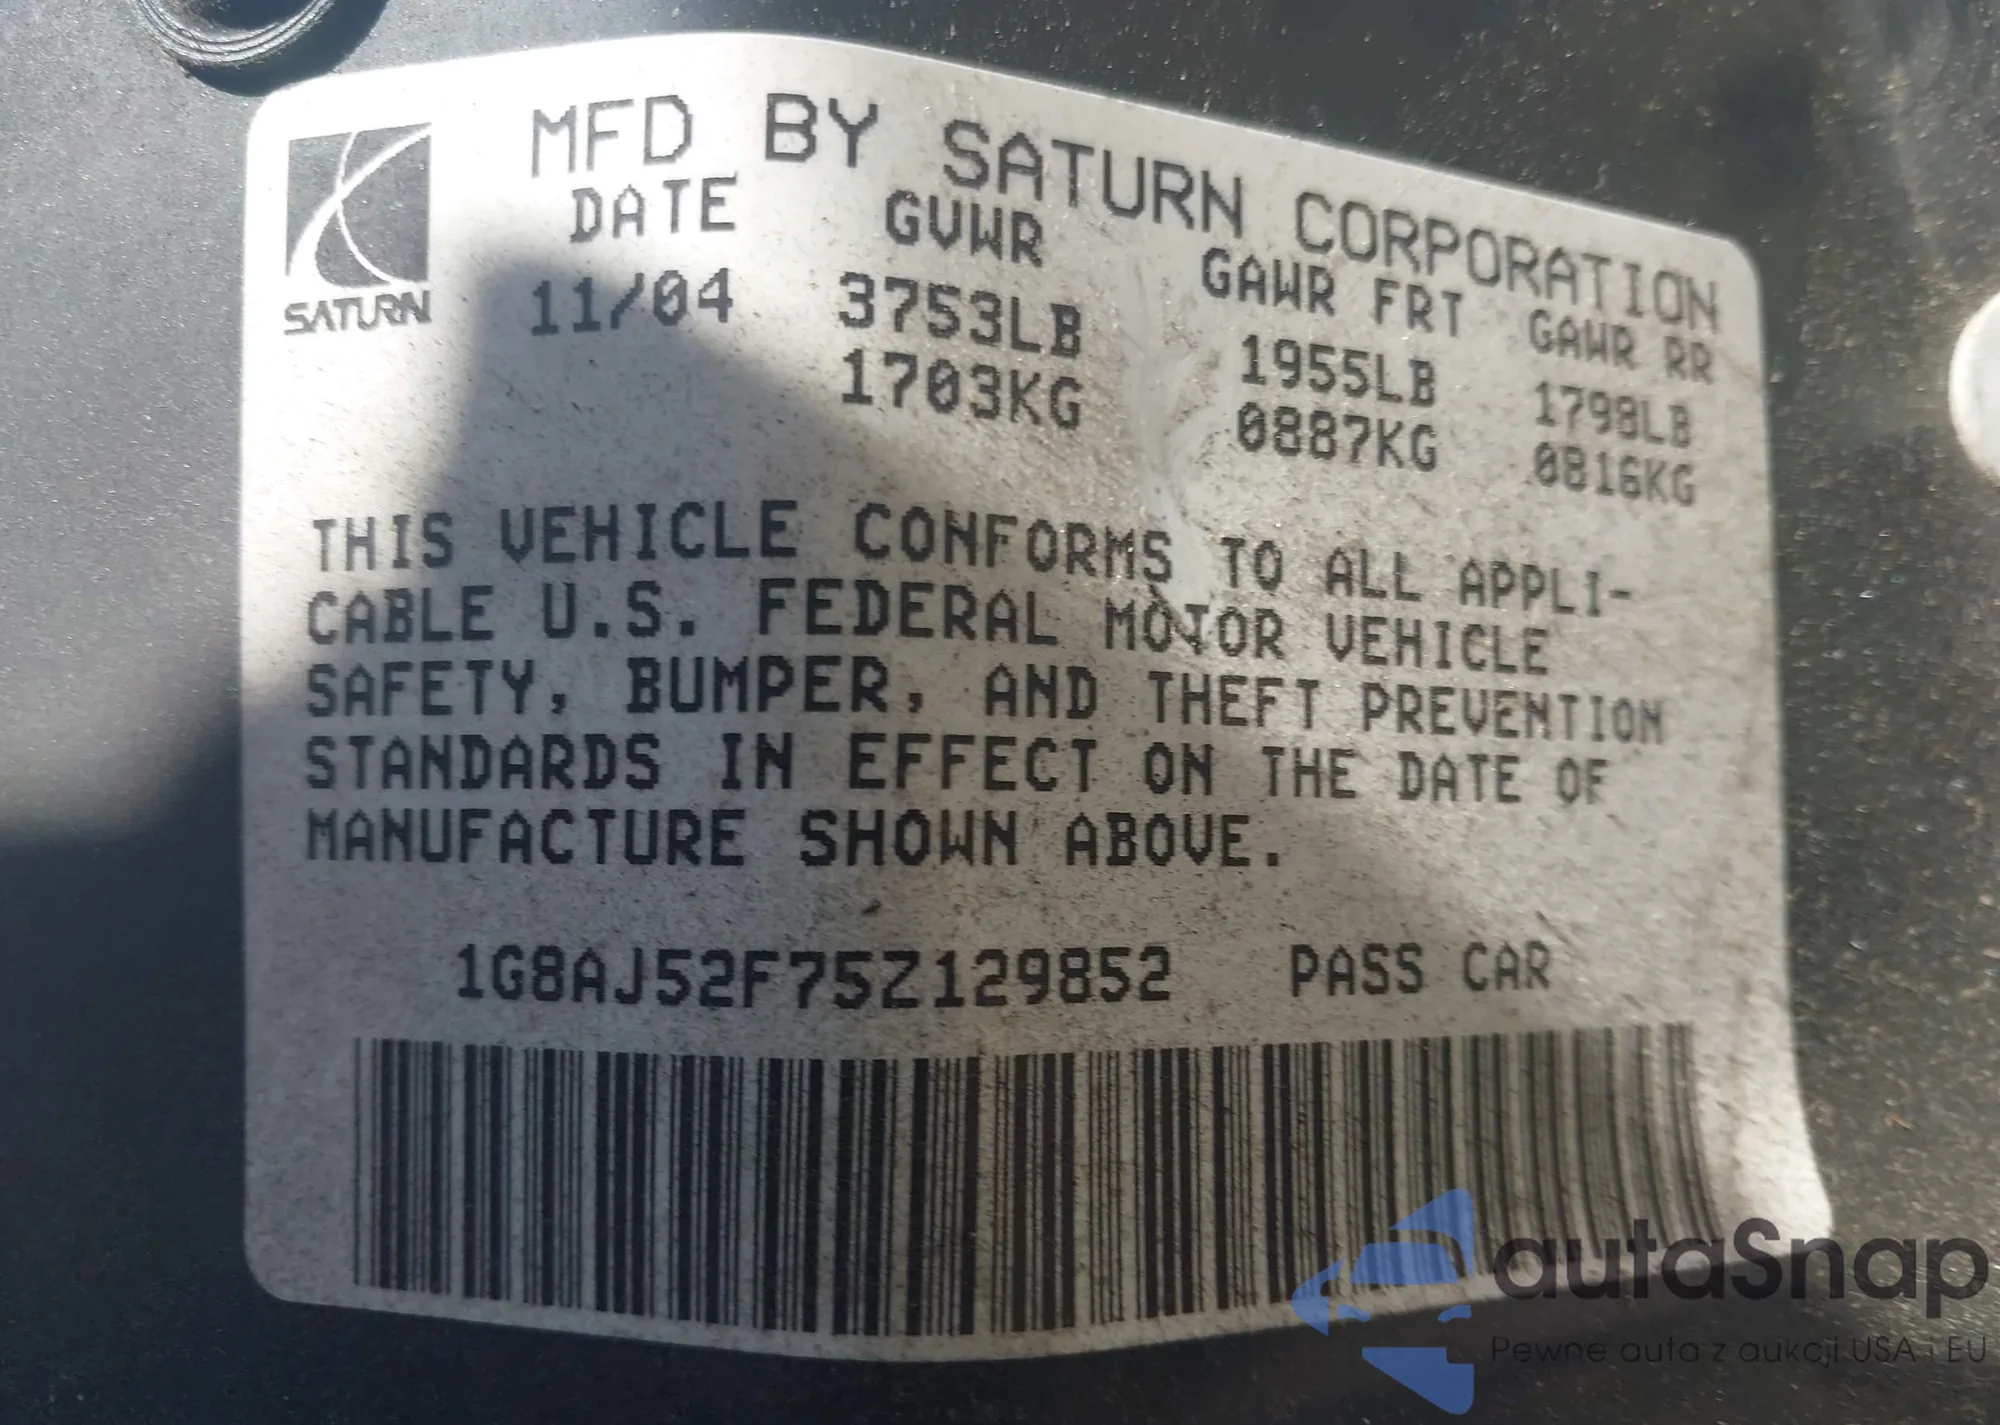 MFD BY SATURN CORPORATION
DATE GVWR GAWR FRT GAWR RR
11/04 3753LB 1955LB 1798LB
1703KG 0887KG 0816KG
SATURN
THIS VEHICLE CONFORMS TO ALL APPLI-
CABLE U.S. FEDERAL MOTOR VEHICLE
SAFETY, BUMPER, AND THEFT PREVENTION
STANDARDS IN EFFECT ON THE DATE OF
MANUFACTURE SHOWN ABOVE.
1G8AJ52F75Z129852 PASS CAR
autaSnap
Pewne auta z aukcji USA i EU